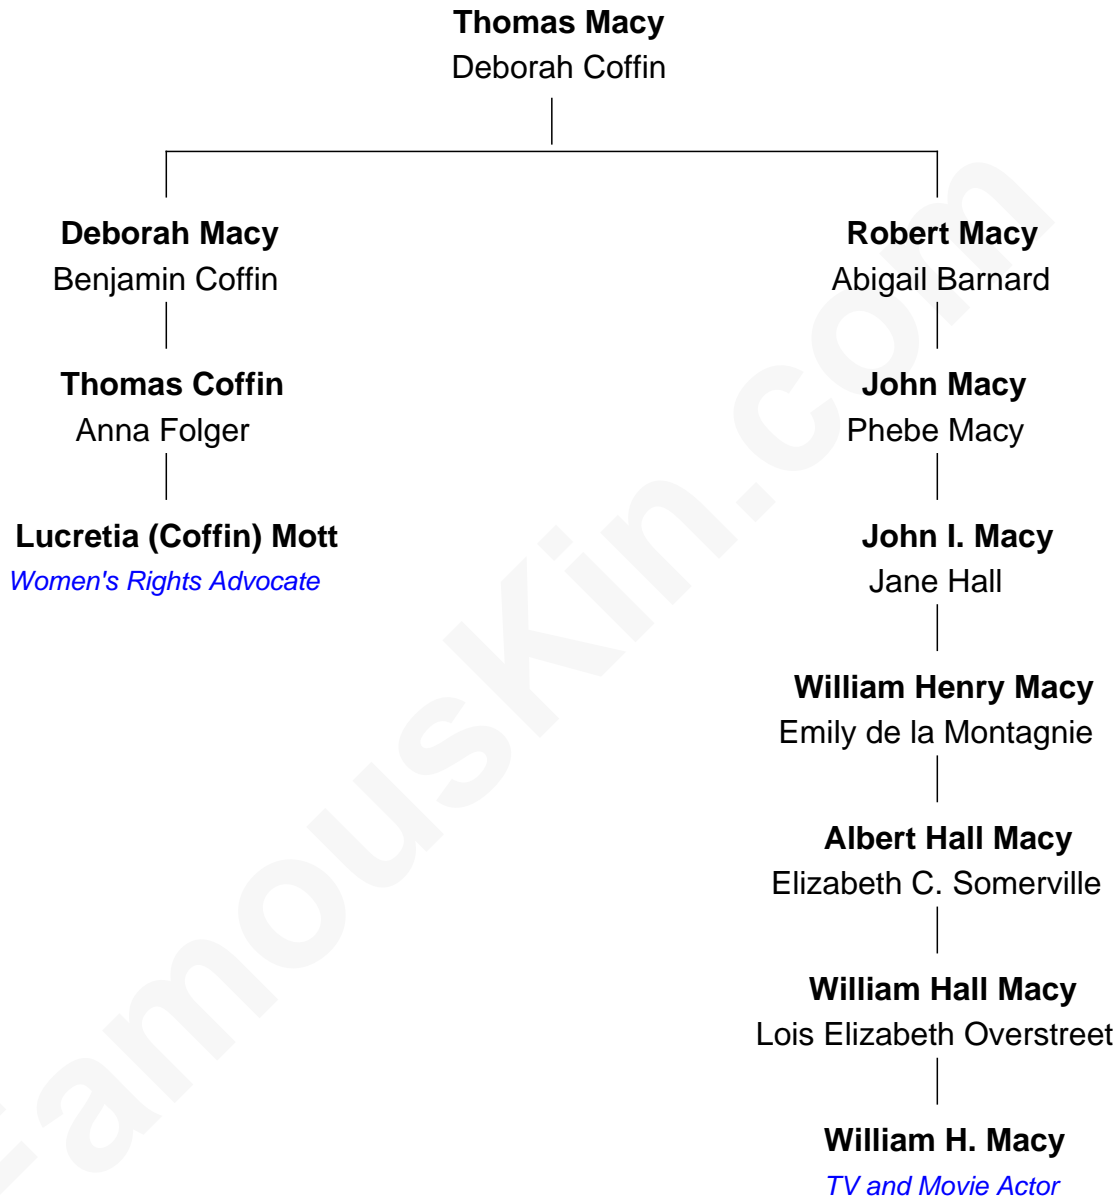 Thomas Macy
Deborah Coffin
Deborah Macy
Benjamin Coffin
Thomas Coffin
Anna Folger
Lucretia (Coffin) Mott
Women's Rights Advocate
Robert Macy
Abigail Barnard
John Macy
Phebe Macy
John I. Macy
Jane Hall
William Henry Macy
Emily de la Montagnie
Albert Hall Macy
Elizabeth C. Somerville
William Hall Macy
Lois Elizabeth Overstreet
William H. Macy
TV and Movie Actor
FamousKin.com